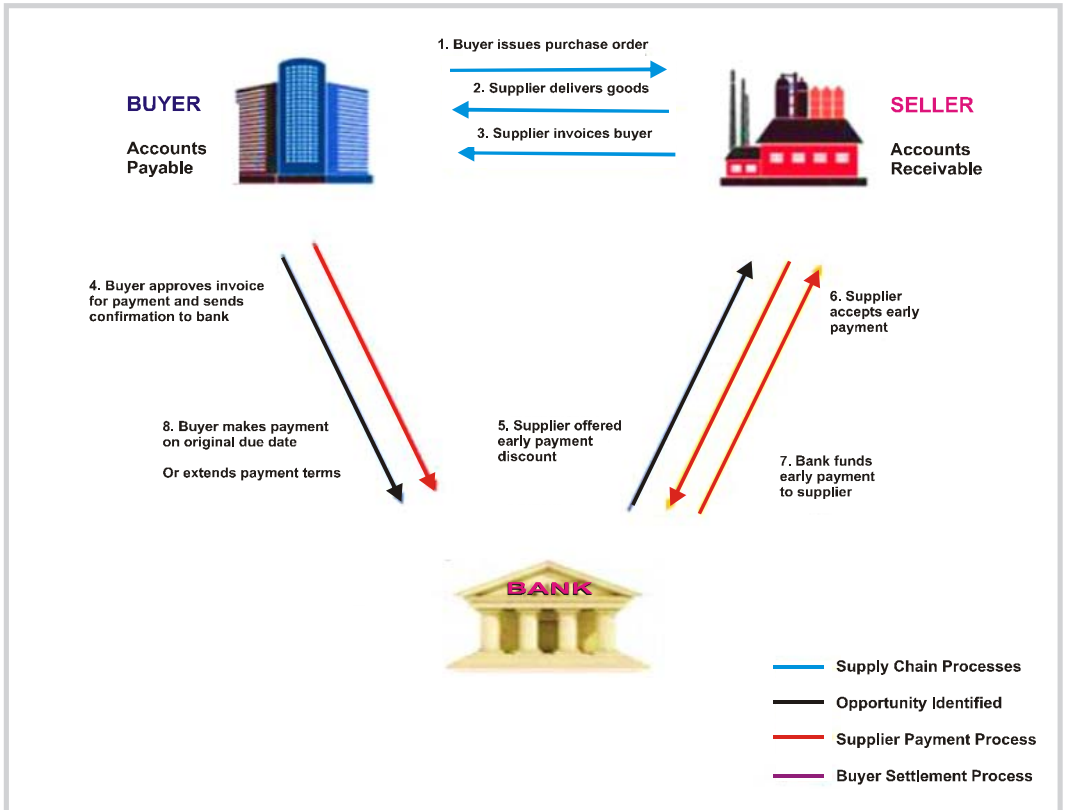 1. Buyer issues purchase order
2. Supplier delivers goods
3. Supplier invoices buyer
BUYER
Accounts
Payable
SELLER
Accounts
Receivable
4. Buyer approves invoice
for payment and sends
confirmation to bank
8. Buyer makes payment
on original due date
Or extends payment terms
5. Supplier offered
early payment
discount
6. Supplier
accepts early
payment
7. Bank funds
early payment
to supplier
BANK
Supply Chain Processes
Opportunity Identified
Supplier Payment Process
Buyer Settlement Process